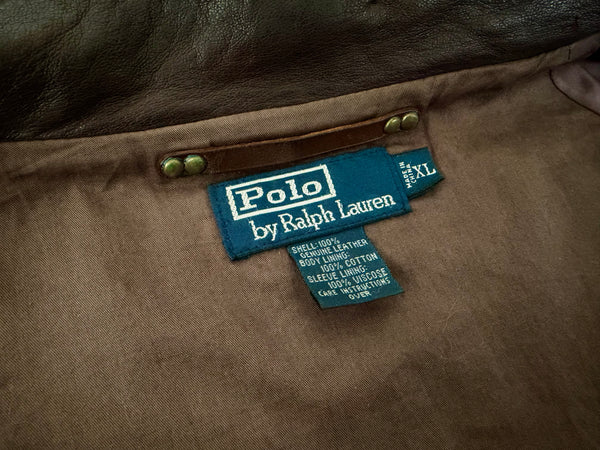 Polo
by Ralph Lauren
MADE IN
CHINA
XL
SHELL: 100%
GENUINE LEATHER
BODY LINING:
100% COTTON
SLEEVE LINING:
100% VISCOSE
CARE INSTRUCTIONS
OVER